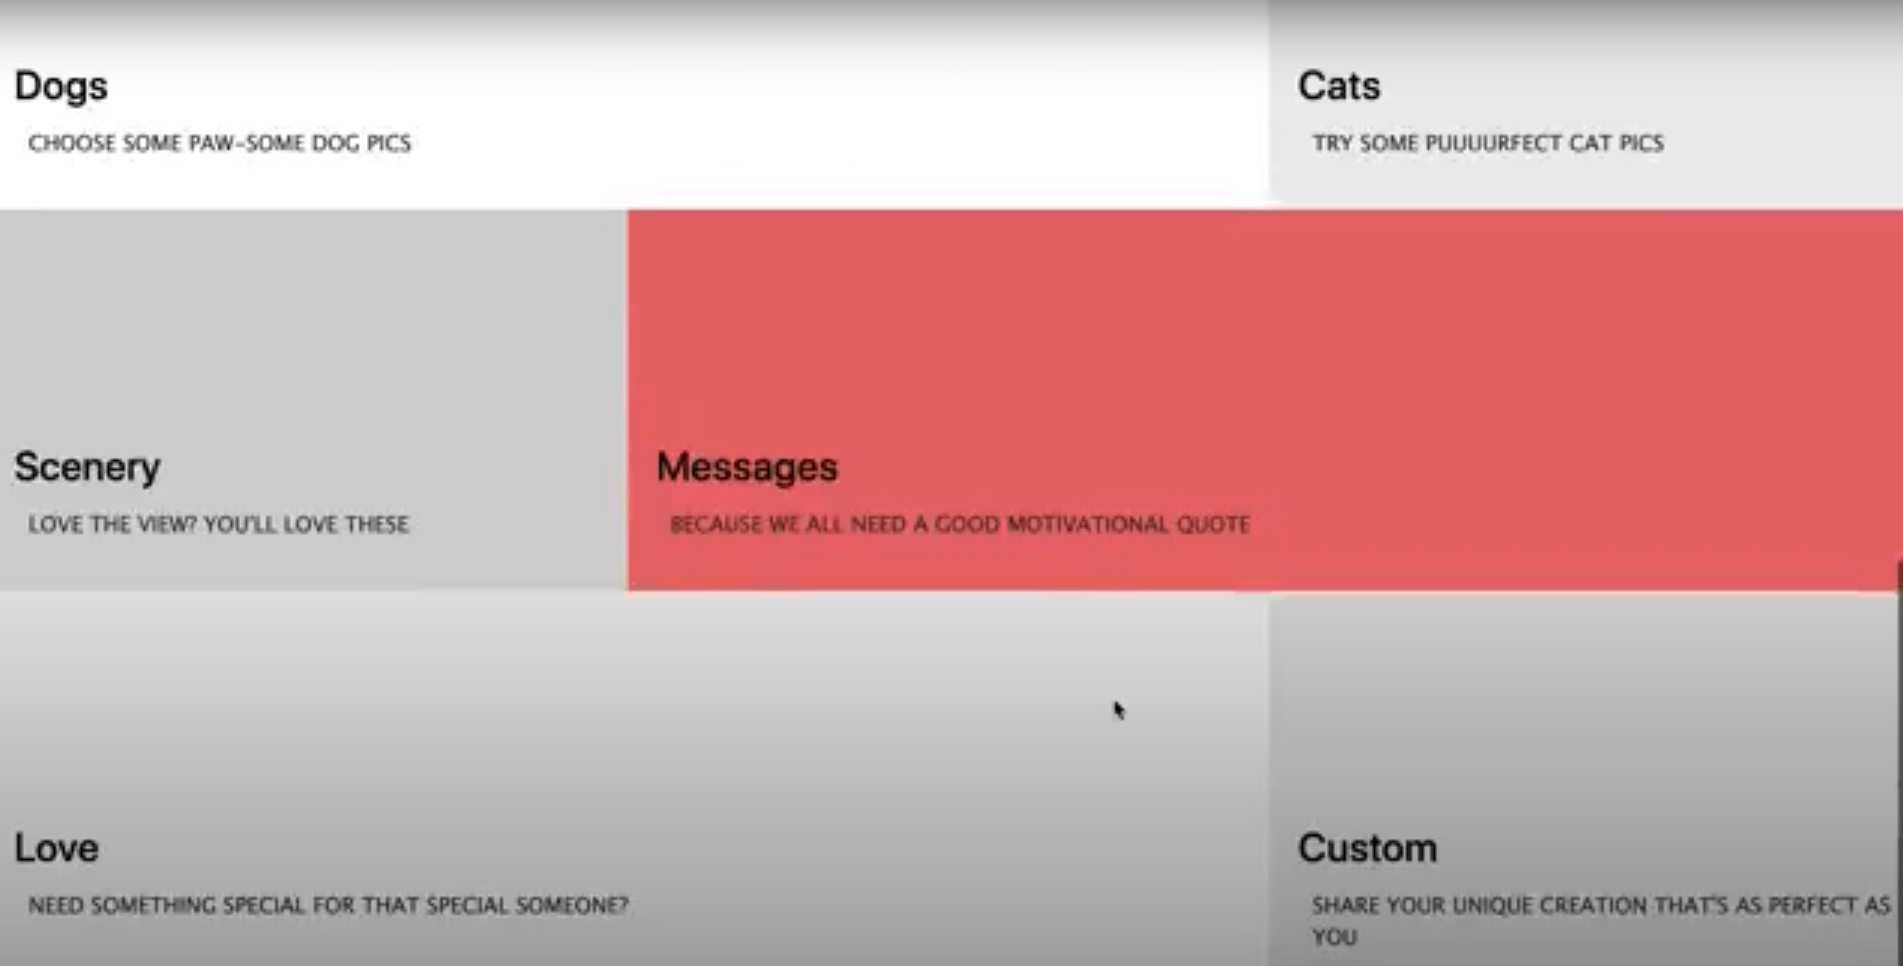 Dogs
CHOOSE SOME PAW-SOME DOG PICS
Cats
TRY SOME PUUUURFECT CAT PICS
Scenery
LOVE THE VIEW? YOU'LL LOVE THESE
Messages
BECAUSE WE ALL NEED A GOOD MOTIVATIONAL QUOTE
Love
NEED SOMETHING SPECIAL FOR THAT SPECIAL SOMEONE?
Custom
SHARE YOUR UNIQUE CREATION THAT'S AS PERFECT AS
YOU